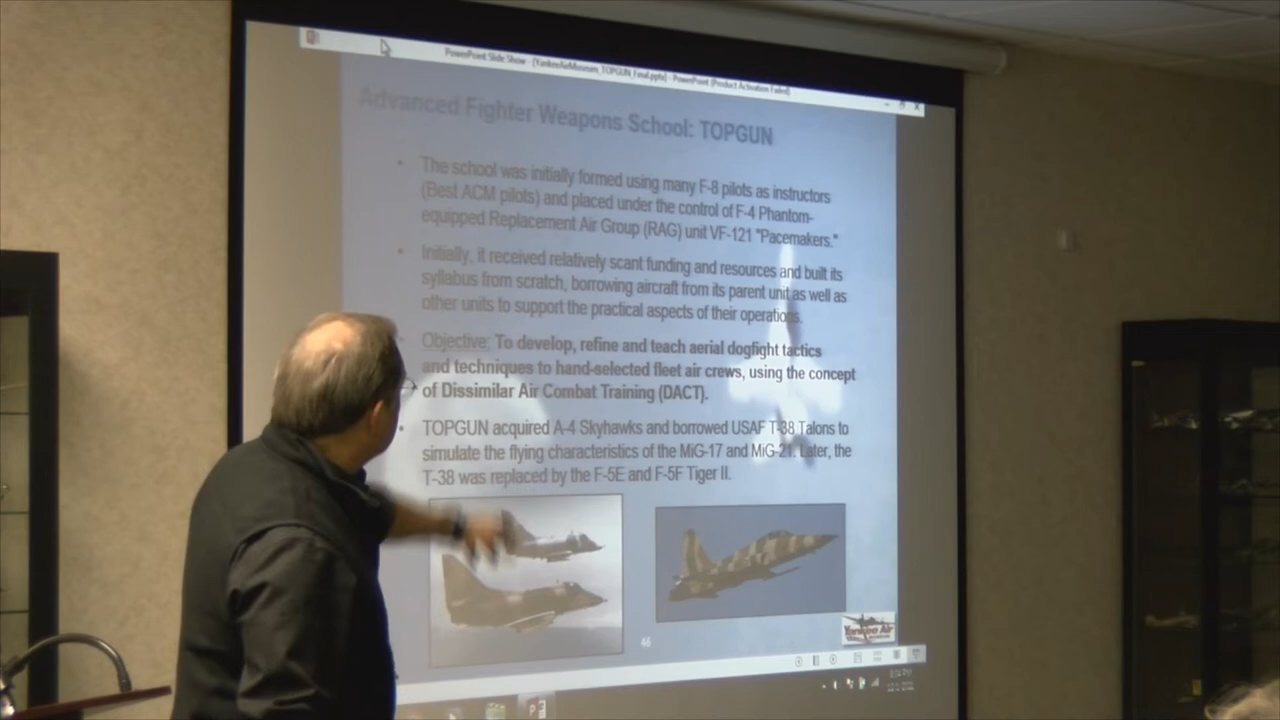 PowerPoint Slide Show - [YankeeAirMuseum_TOPGUN_Final.pptx] - PowerPoint (Product Activation Failed)
Advanced Fighter Weapons School: TOPGUN
• The school was initially formed using many F-8 pilots as instructors
(Best ACM pilots) and placed under the control of F-4 Phantom-
equipped Replacement Air Group (RAG) unit VF-121 "Pacemakers."
• Initially, it received relatively scant funding and resources and built its
syllabus from scratch, borrowing aircraft from its parent unit as well as
other units to support the practical aspects of their operations.
Objective: To develop, refine and teach aerial dogfight tactics
and techniques to hand-selected fleet air crews, using the concept
of Dissimilar Air Combat Training (DACT).
• TOPGUN acquired A-4 Skyhawks and borrowed USAF T-38 Talons to
simulate the flying characteristics of the MiG-17 and MiG-21. Later, the
T-38 was replaced by the F-5E and F-5F Tiger II.
46
Yankee Air